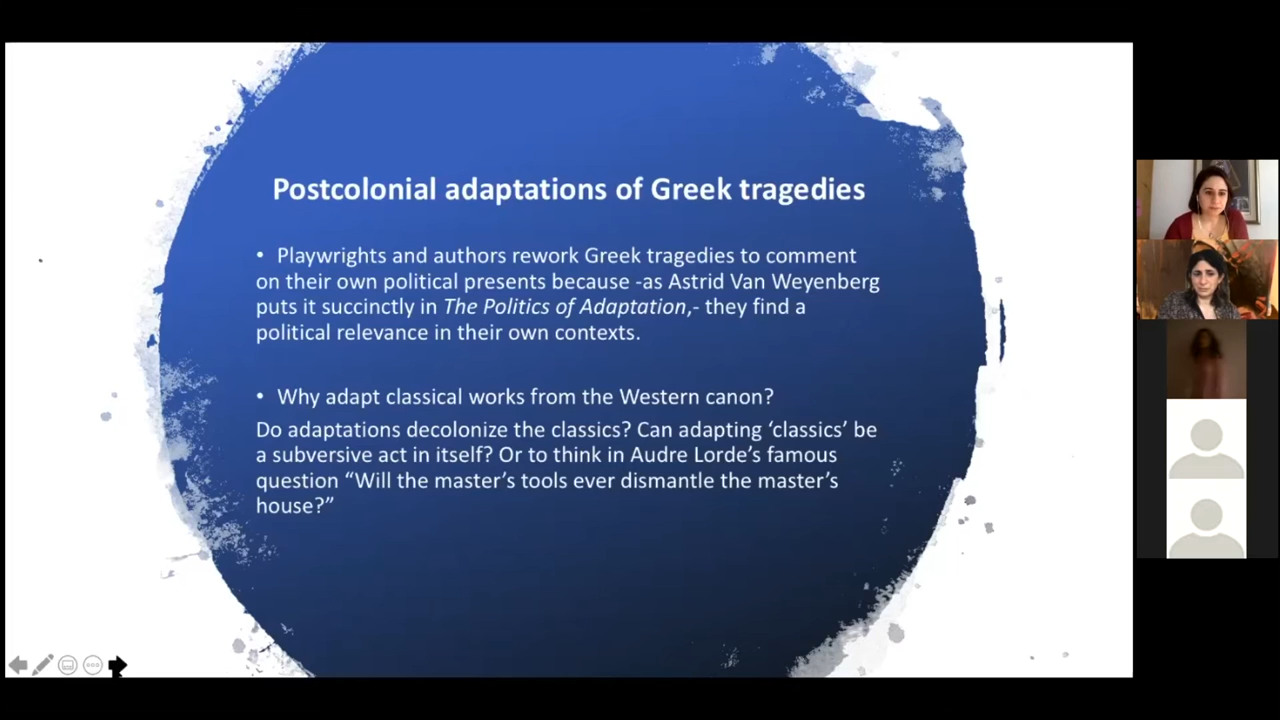 Postcolonial adaptations of Greek tragedies
• Playwrights and authors rework Greek tragedies to comment
on their own political presents because -as Astrid Van Weyenberg
puts it succinctly in The Politics of Adaptation,- they find a
political relevance in their own contexts.
• Why adapt classical works from the Western canon?
Do adaptations decolonize the classics? Can adapting ‘classics’ be
a subversive act in itself? Or to think in Audre Lorde’s famous
question “Will the master’s tools ever dismantle the master’s
house?”